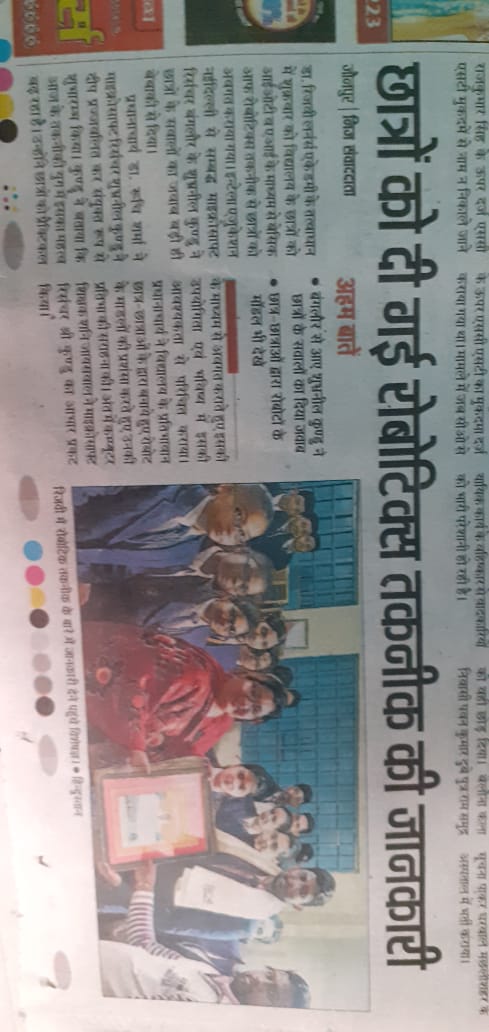 राजकुमार सिंह के ऊपर दर्ज एससी
एसटी मुकदमें से नाम न निकाले जाने
के ऊपर एससी एसटी का मुकदमा दर्ज
कराया गया था। मामले में जब सीओ से
यायिक कार्य के बहिष्कार से वादकारियों
को भारी परेशानी हो रही है।
को वही छोड़ दिया। बेलौना कला
निवासी पवन कुमार दुबे पुत्र राम समुद्र
सूचना पाकर घरवाले मछलीशहर के
अस्पताल में भर्ती कराया।
छात्रों को दी गई रोबोटिक्स तकनीक की जानकारी
जौनपुर | निज संवाददाता
डा. रिजवी लर्नर्स एकेडमी के तत्वाधान
में शुक्रवार को विद्यालय के छात्रों को
आईओटी व एआई के माध्यम से बेसिक
आफ रोबोटिक्स तकनीक से छात्रों को
अवगत कराया गया। इन्टेला एजुकेशन
नईदिल्ली से सम्बद्ध माइक्रोसाफ्ट
रिसंचर बंगलौर के शुभ्रनील कुण्डु ने
छात्रों के सवालों का जवाब बड़ी ही
बेबाकी से दिया।
प्रधानाचार्य डा. रूचि शर्मा ने
माइक्रोसाफ्ट रिसंचर शुभ्रनील कुण्डु ने
दीप प्रज्जवलित कर संयुक्त रूप से
शुभारम्भ किया। कुण्डु ने बताया कि
आज के तकनीकी युग में इसका महत्व
बढ़ रहा है। उन्होंने छात्रों को प्रैक्टिकल
अहम बातें
● बंगलौर से आए शुभ्रनील कुण्डु ने
छात्रों के सवालों का दिया जवाब
● छात्र-छात्राओं द्वारा रोबोटों के
मॉडल भी देखे
के माध्यम से अवगत कराते हुए इसकी
उपयोगिता एवं भविष्य में इसकी
आवश्यकता से परिचित कराया।
प्रधानाचार्य ने विद्यालय के प्रतिभावान
छात्र-छात्राओं के द्वारा बनाये हुए रोबोट
के माडलों की प्रशंसा करते हुए उनकी
प्रतिभा की सराहना की। अंत में कम्प्यूटर
शिक्षक शनि जायसवाल ने माइक्रोसाफ्ट
रिसंचर श्री कुण्डु का आभार प्रकट
किया।
रिजवी में रोबोटिक तकनीक के बारे में जानकारी देने पहुंचे विशेषज्ञ। ● हिन्दुस्तान
23
र्स
6666